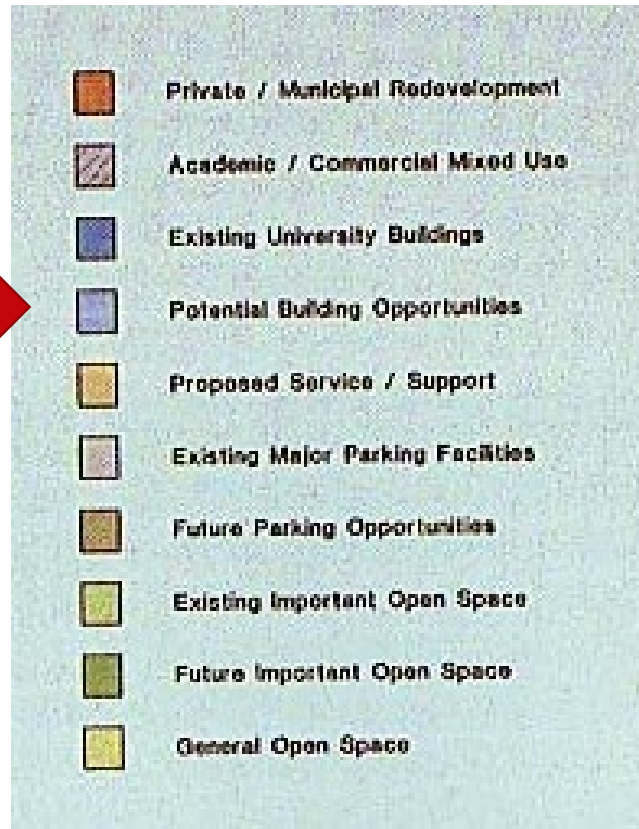 Private / Municipal Redevelopment
Academic / Commercial Mixed Use
Existing University Buildings
Potential Building Opportunities
Proposed Service / Support
Existing Major Parking Facilities
Future Parking Opportunities
Existing Important Open Space
Future Important Open Space
General Open Space